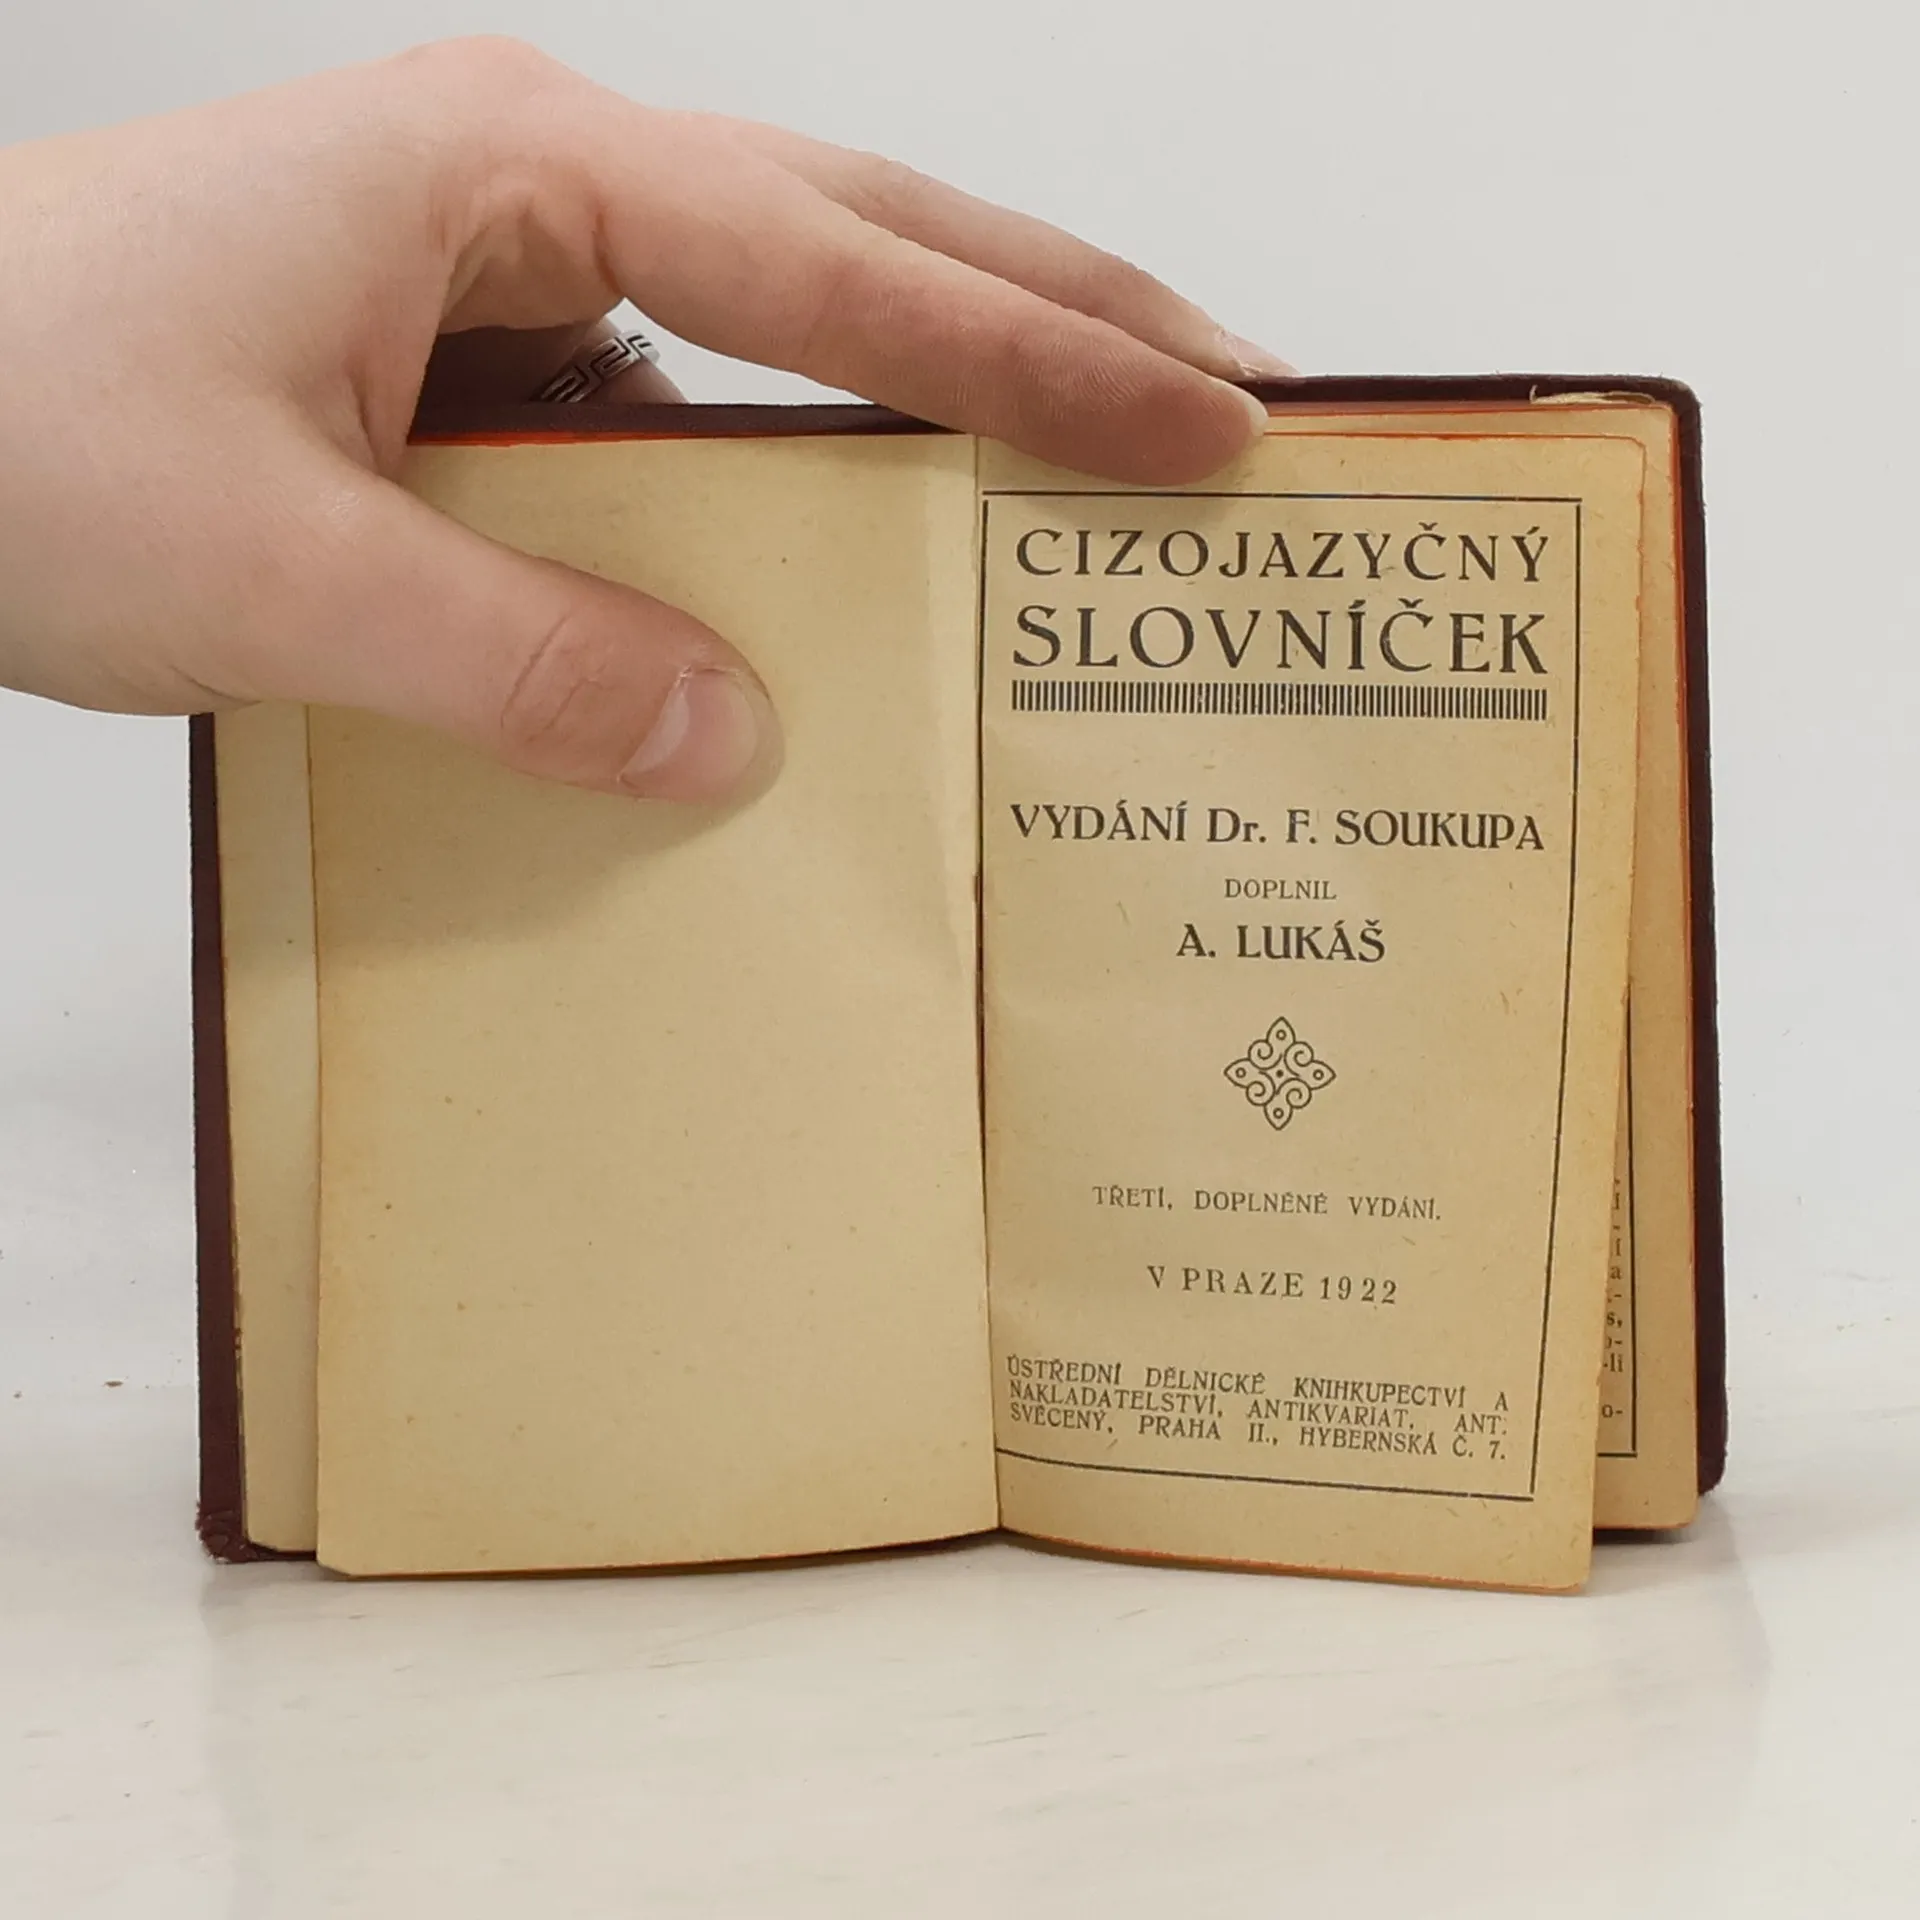 CIZOJAZYČNÝ
SLOVNÍČEK
VYDÁNÍ Dr. F. SOUKUPA
DOPLNIL
A. LUKÁŠ
TŘETÍ, DOPLNĚNÉ VYDÁNÍ.
V PRAZE 1922
ÚSTŘEDNÍ DĚLNICKÉ KNIHKUPECTVÍ A
NAKLADATELSTVÍ, ANTIKVARIAT, ANT.
SVĚCENÝ, PRAHA II., HYBERNSKÁ Č. 7.